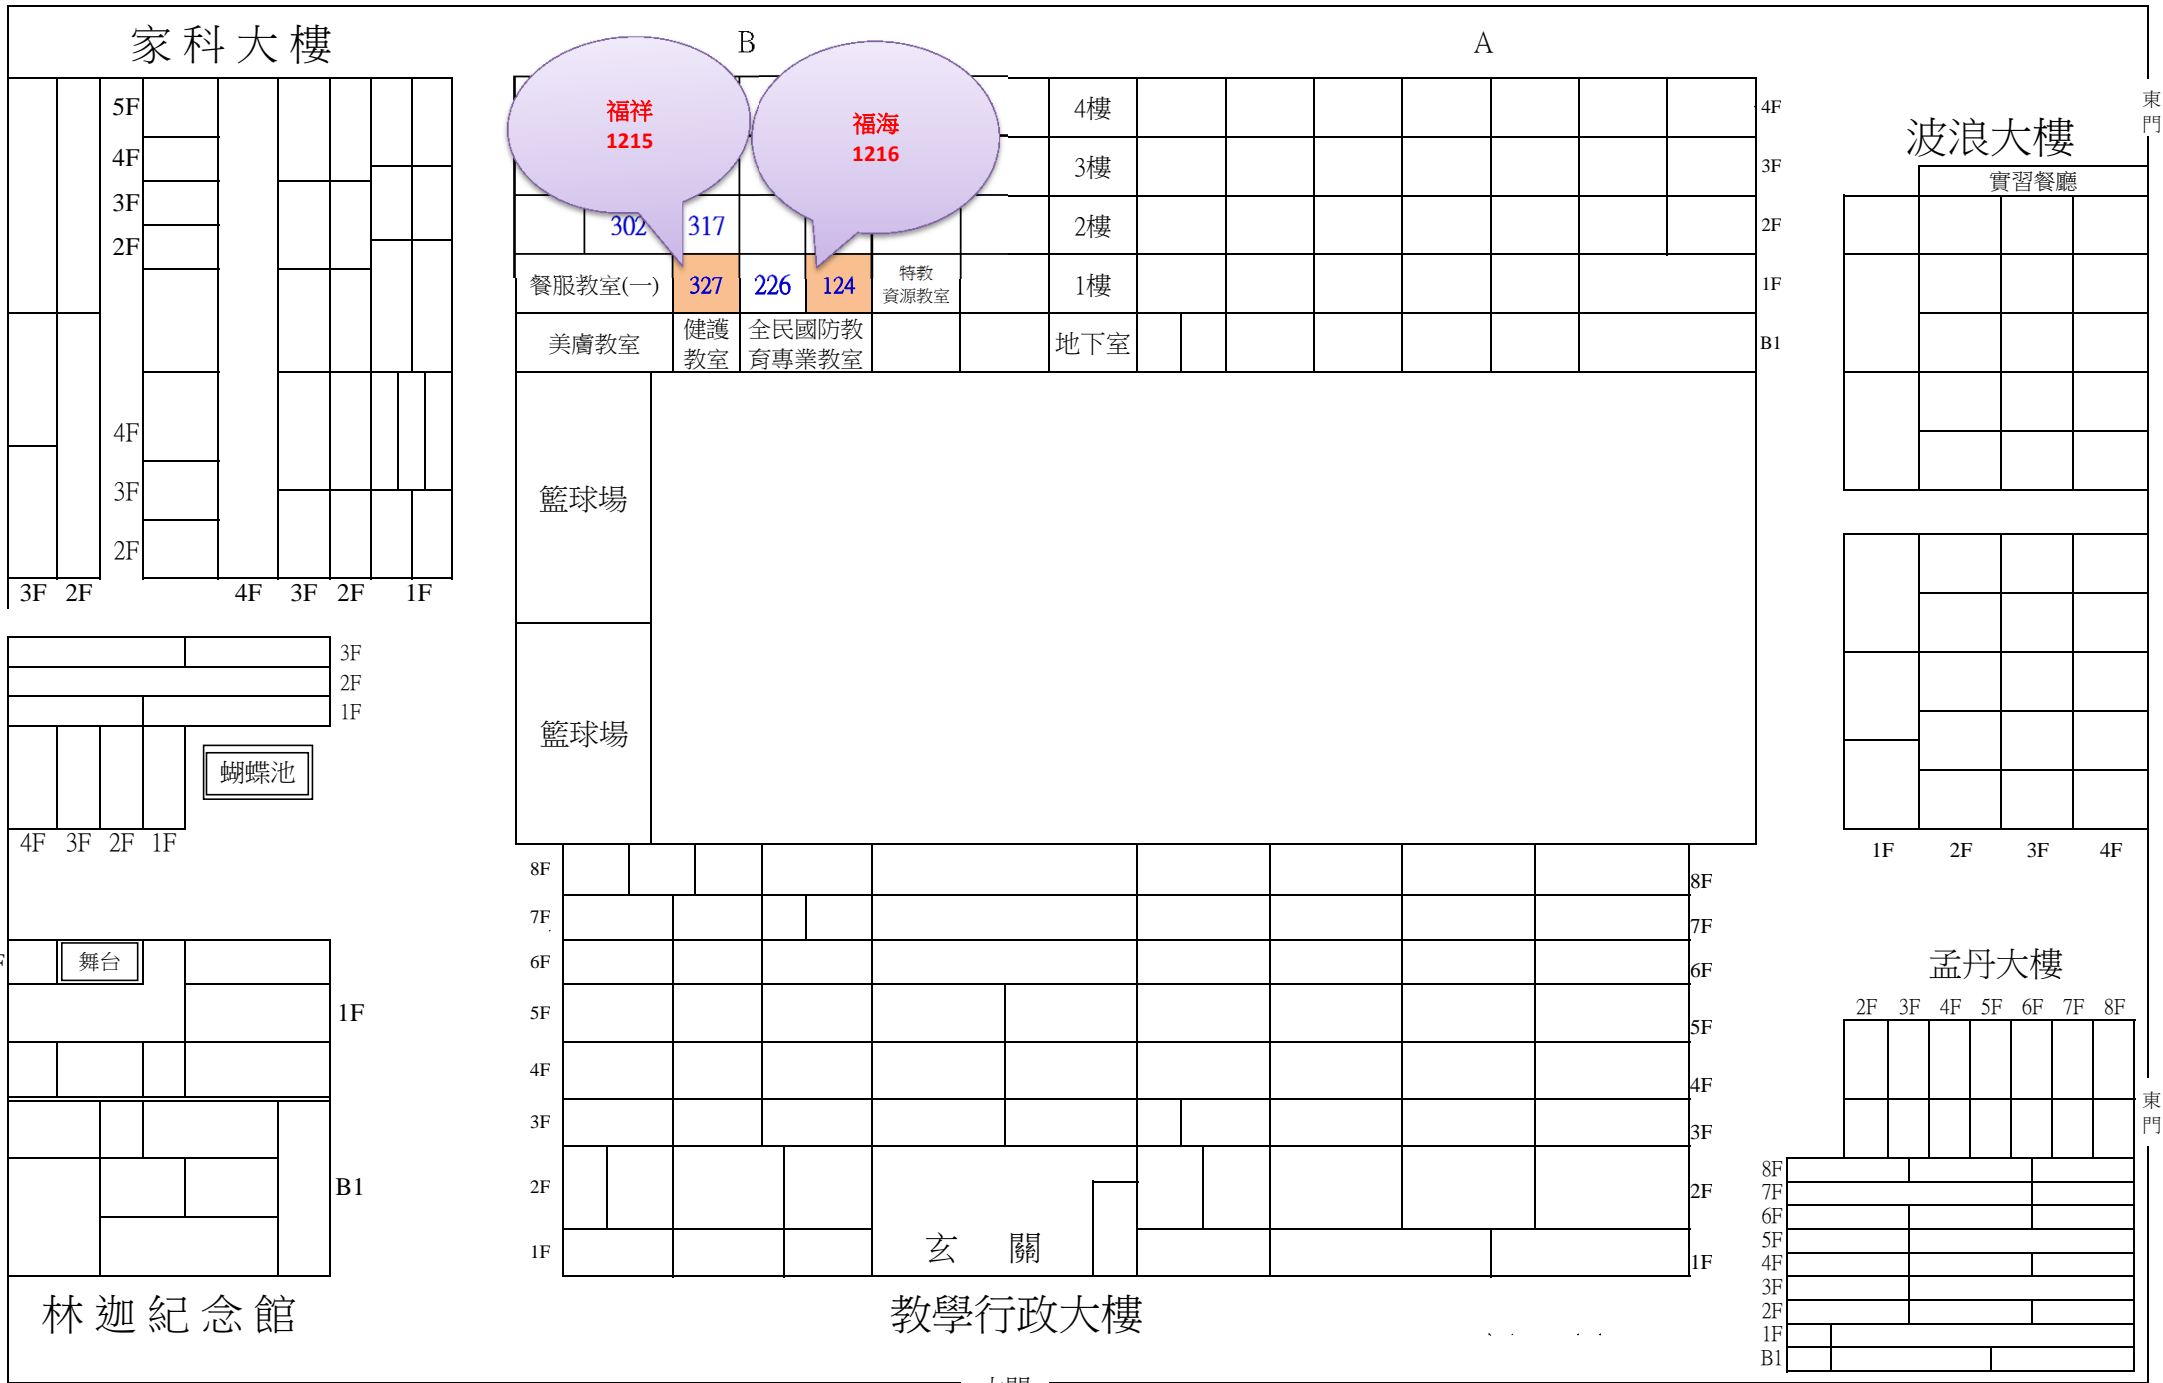 家科大樓
B
A
福祥
1215
福海
1216
5F
4F
3F
2F
4F
3F
2F
3F
2F
4F
3F
2F
1F
4樓
4F
3樓
3F
302
317
2樓
2F
餐服教室(一)
327
226
124
特教
資源教室
1樓
1F
美膚教室
健護
教室
全民國防教
育專業教室
地下室
B1
東
門
波浪大樓
實習餐廳
籃球場
籃球場
3F
2F
1F
蝴蝶池
4F
3F
2F
1F
1F
2F
3F
4F
8F
8F
7F
7F
6F
6F
5F
5F
4F
4F
3F
3F
2F
2F
1F
1F
玄關
舞台
1F
B1
孟丹大樓
2F
3F
4F
5F
6F
7F
8F
東
門
8F
7F
6F
5F
4F
3F
2F
1F
B1
林迦紀念館
教學行政大樓